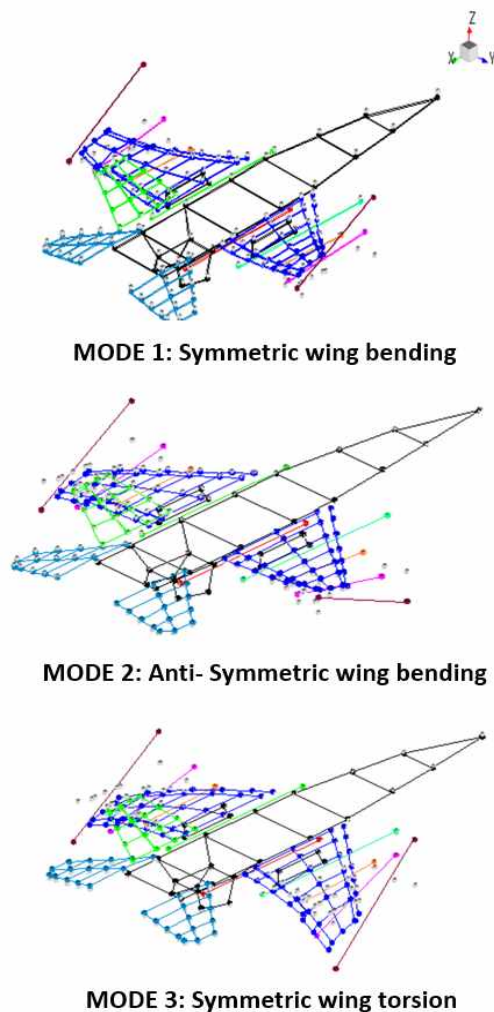 Z
X Y
MODE 1: Symmetric wing bending
MODE 2: Anti- Symmetric wing bending
MODE 3: Symmetric wing torsion